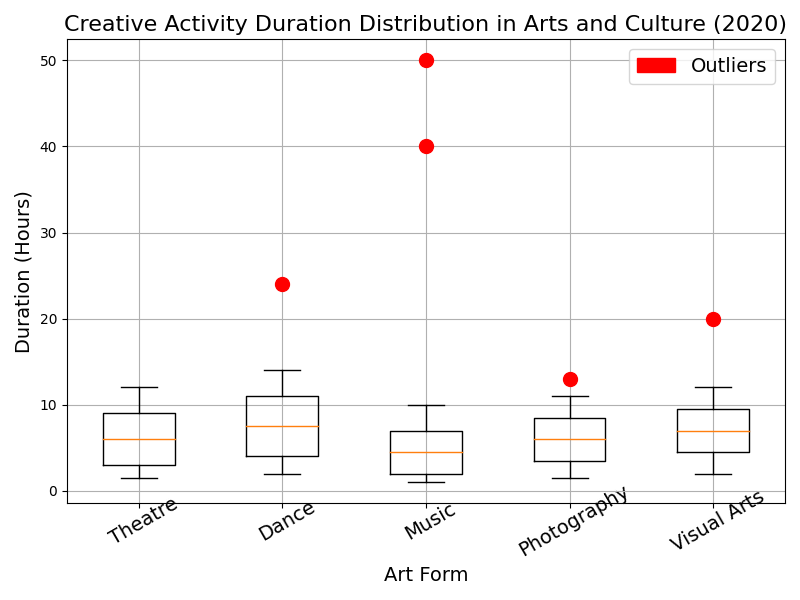 Creative Activity Duration Distribution in Arts and Culture (2020)
Outliers
50
40
30
20
10
0
Duration (Hours)
Theatre
Dance
Music
Photography
Visual Arts
Art Form